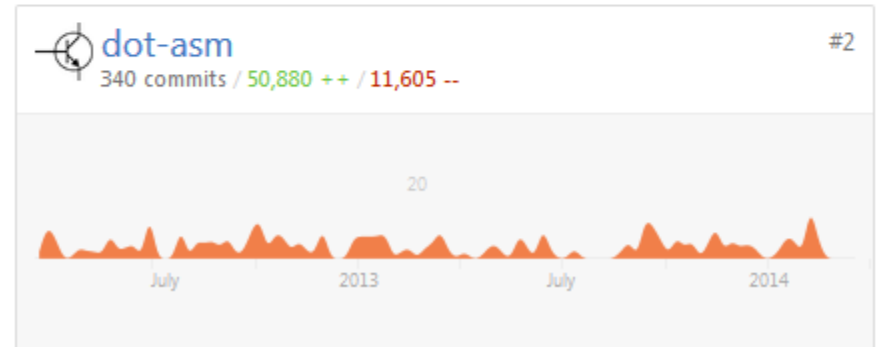 dot-asm
#2
340 commits / 50,880 ++ / 11,605 --
20
July 2013 July 2014